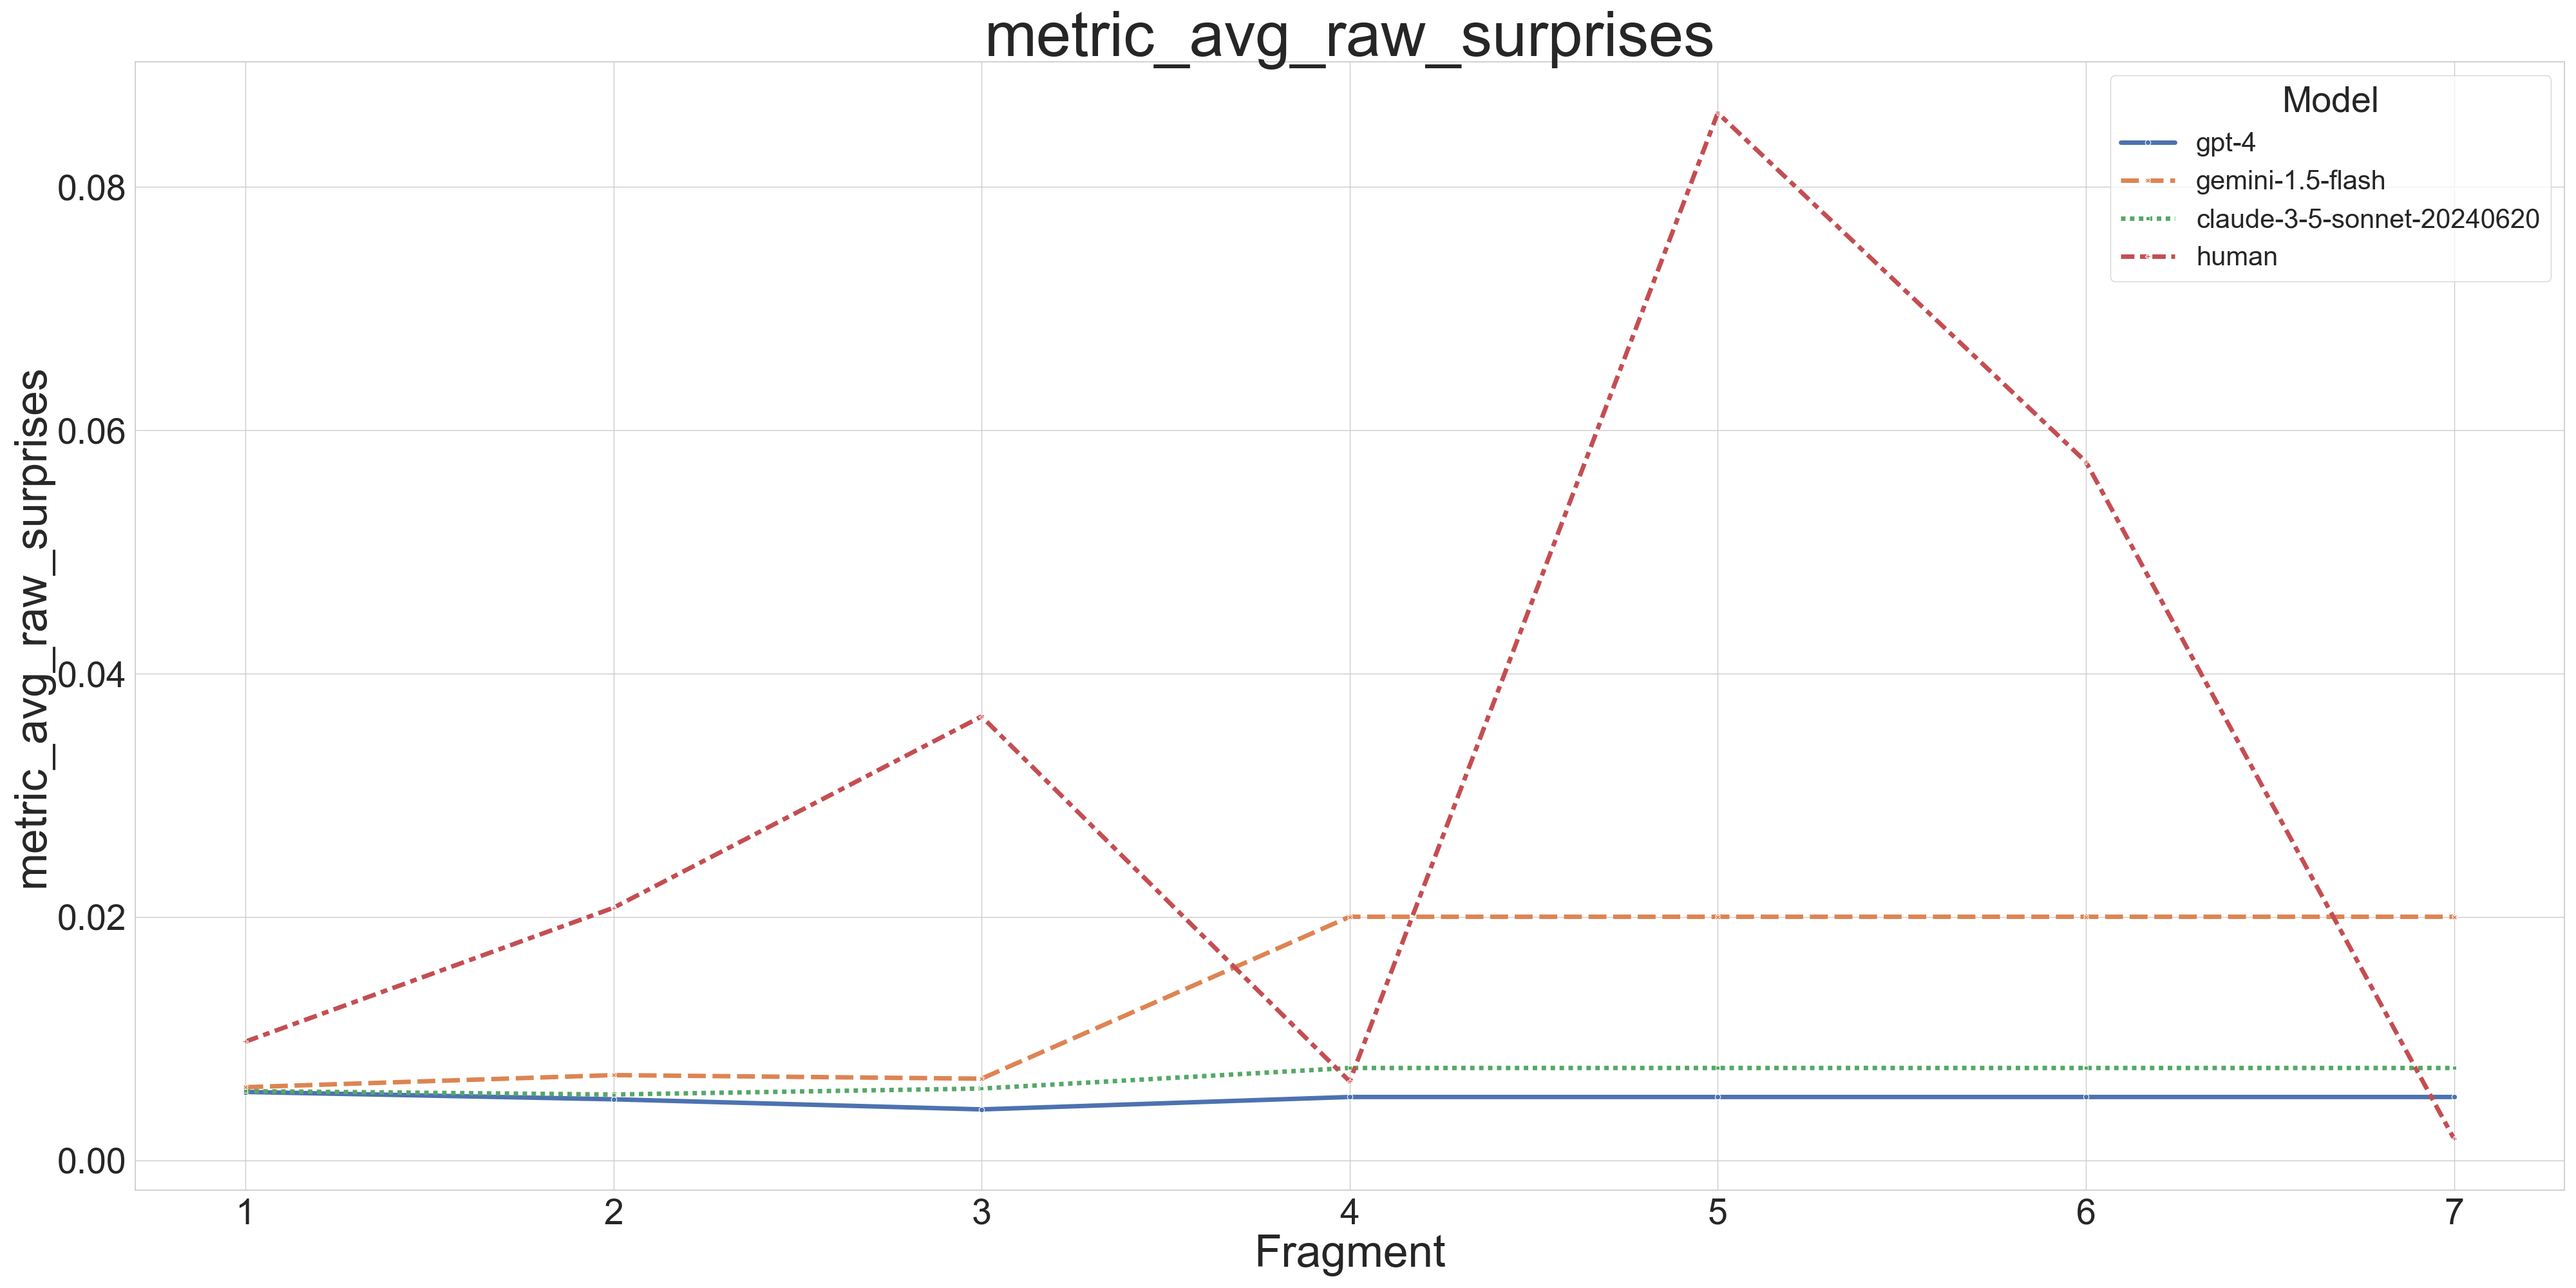 metric_avg_raw_surprises
metric_avg_raw_surprises
0.08
0.06
0.04
0.02
0.00
Model
gpt-4
gemini-1.5-flash
claude-3-5-sonnet-20240620
human
1 2 3 4 5 6 7
Fragment